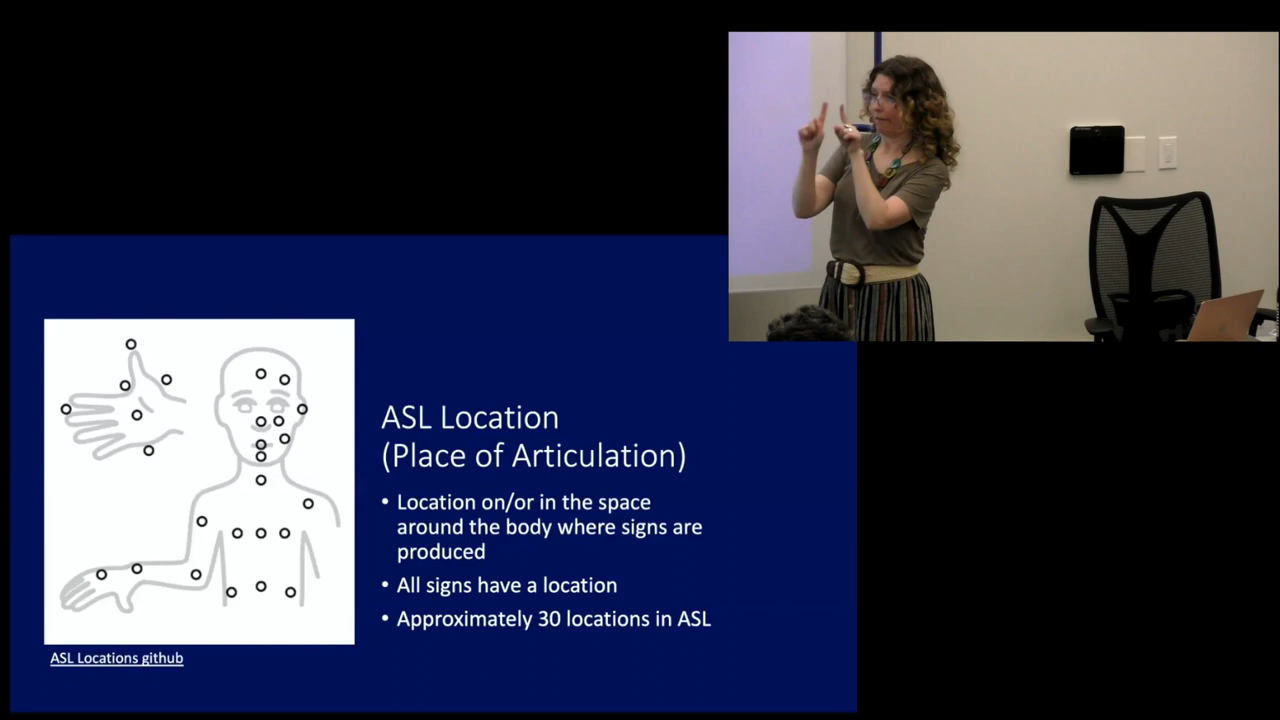 ASL Location
(Place of Articulation)
• Location on/or in the space
around the body where signs are
produced
• All signs have a location
• Approximately 30 locations in ASL
ASL Locations github